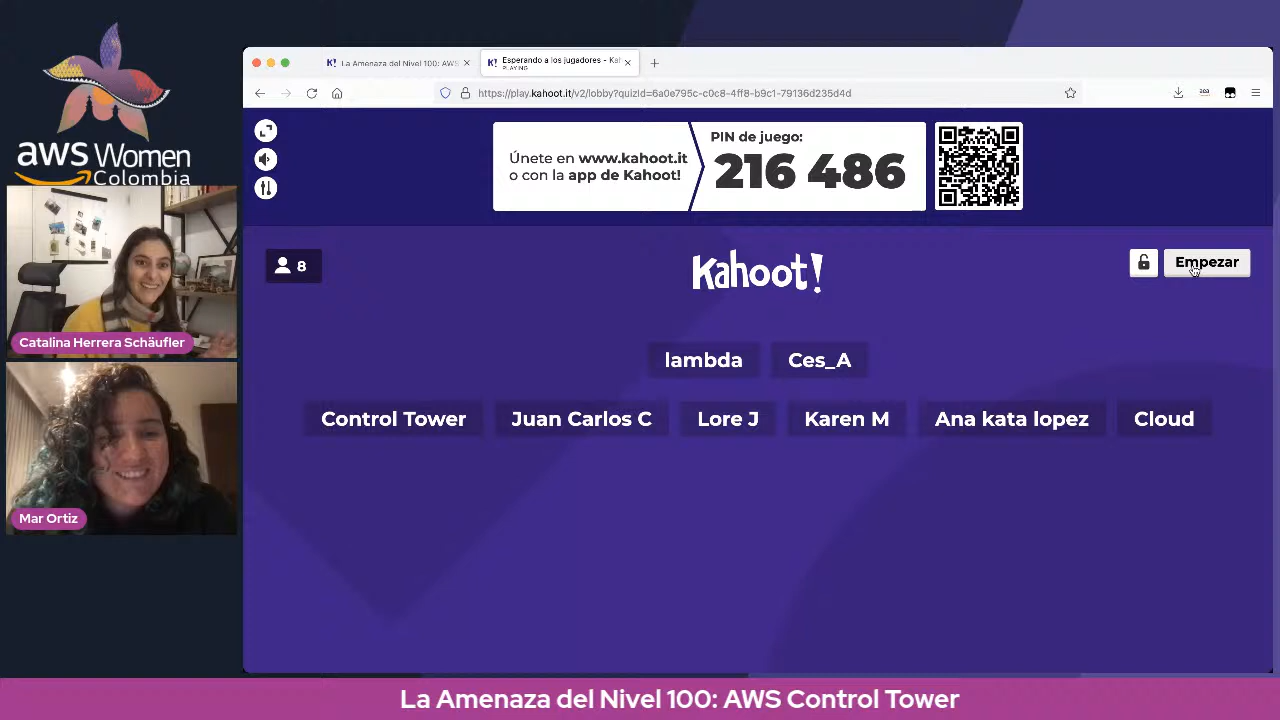 aws Women
Colombia
Catalina Herrera Schäufler
Mar Ortiz
La Amenaza del Nivel 100: AWS
Esperando a los jugadores - Kal
PLAYING
https://play.kahoot.it/v2/lobby?quizId=6a0e795c-c0c8-4ff8-b9c1-79136d235d4d
Únete en www.kahoot.it
o con la app de Kahoot!
PIN de juego:
216 486
8
Kahoot!
Empezar
lambda Ces_A
Control Tower Juan Carlos C Lore J Karen M Ana kata lopez Cloud
La Amenaza del Nivel 100: AWS Control Tower